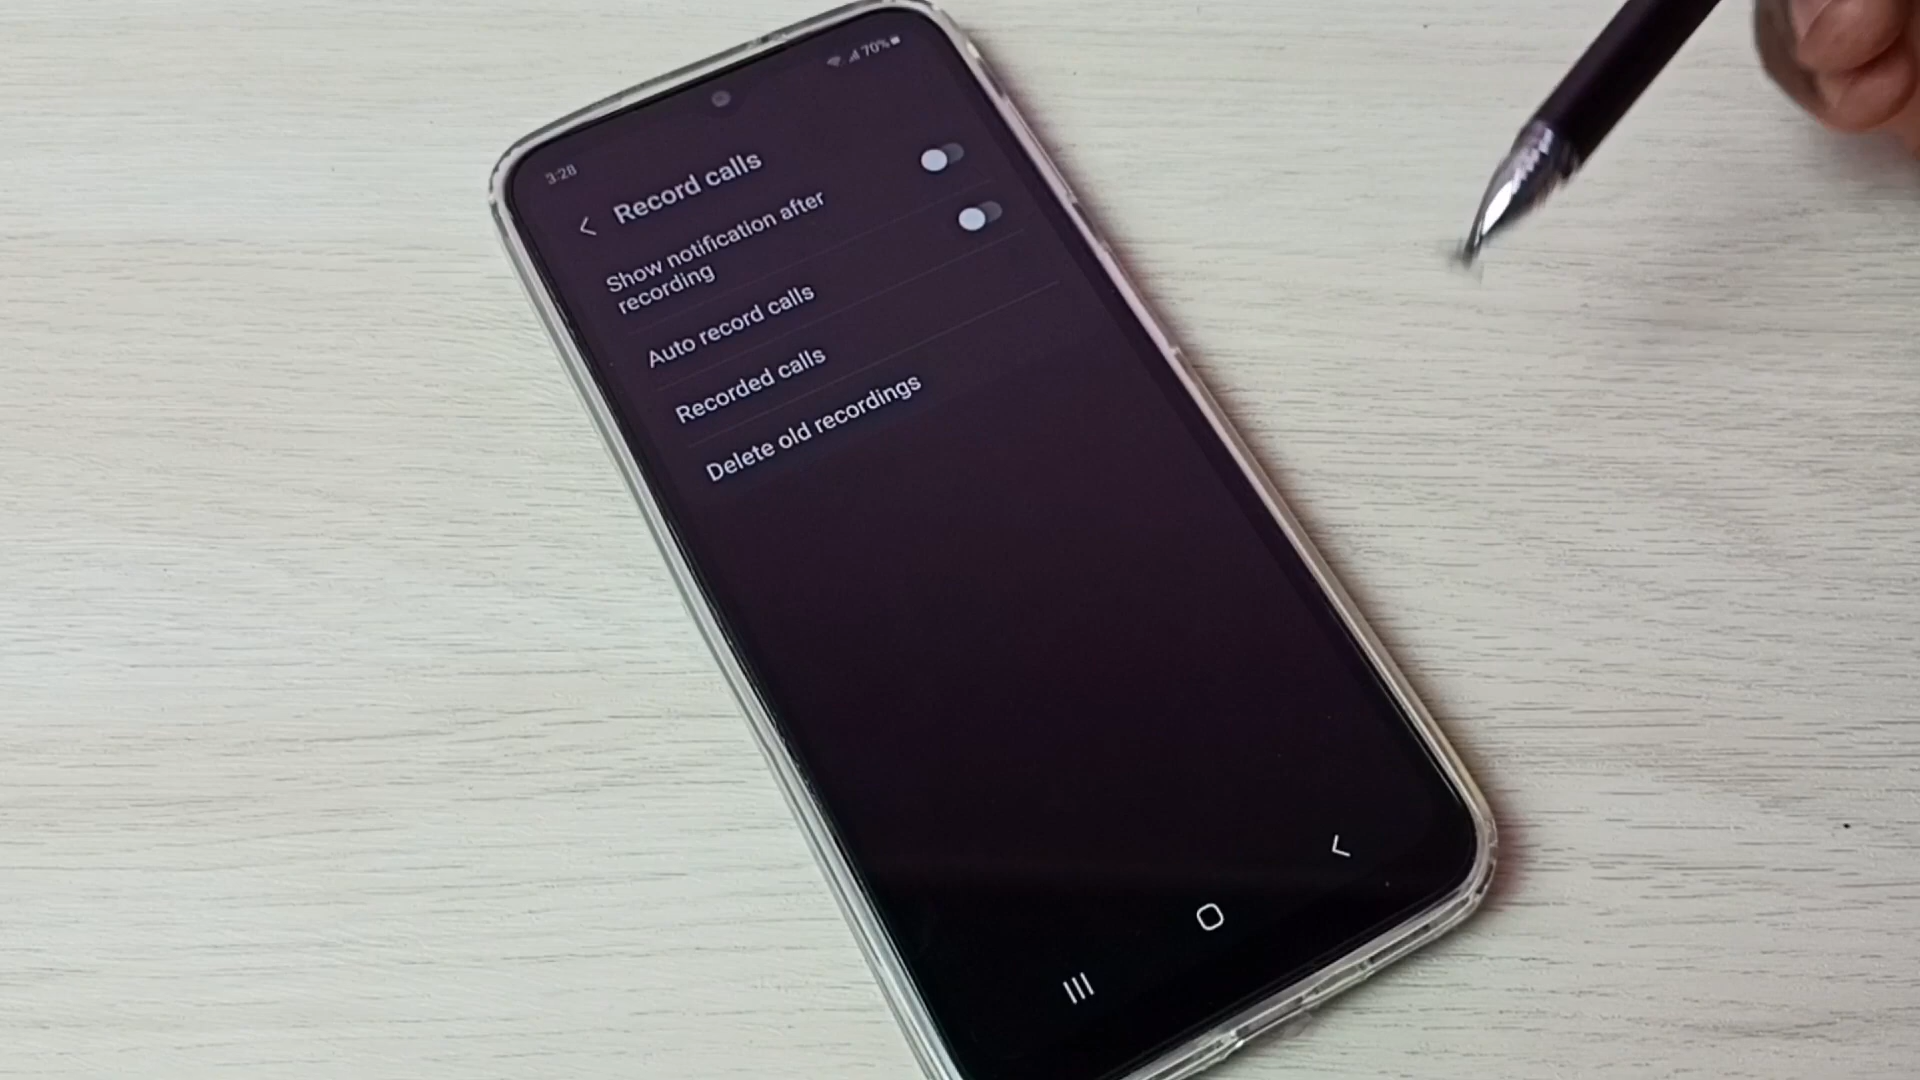 3:28
70%
Record calls
Show notification after
recording
Auto record calls
Recorded calls
Delete old recordings